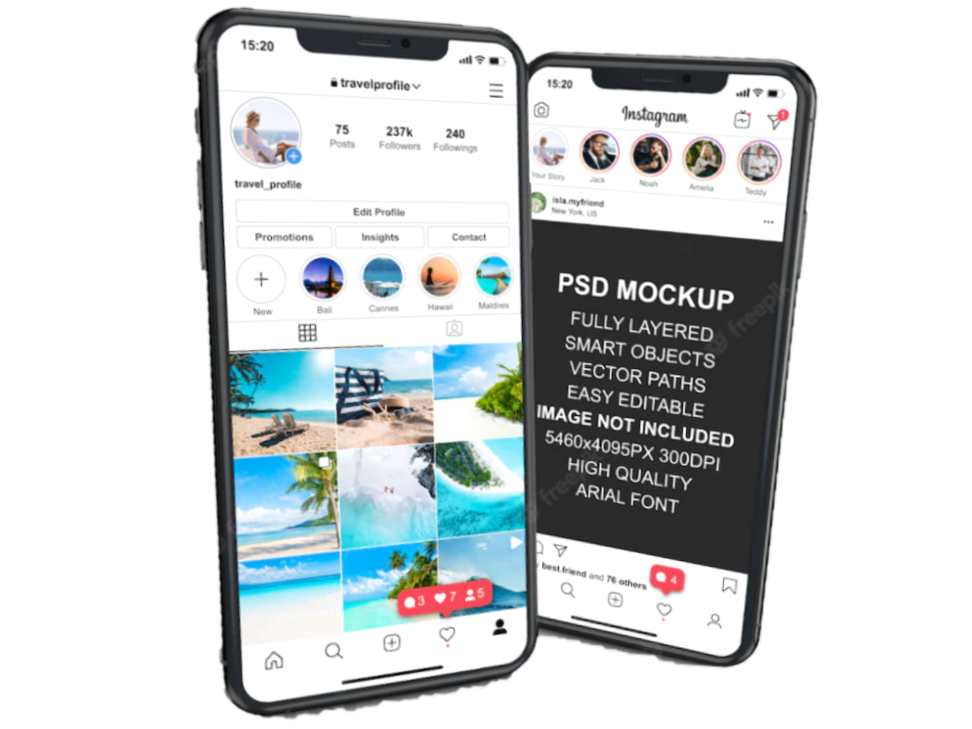 15:20
travelprofile
75 237k 240
Posts Followers Followings
travel_profile
Edit Profile
Promotions Insights Contact
New Bali Cannes Hawaii Maldives
3 7 5
15:20
Instagram
1
Your Story Jack Noah Amelia Teddy
isla.myfriend
New York, US
PSD MOCKUP
FULLY LAYERED
SMART OBJECTS
VECTOR PATHS
EASY EDITABLE
IMAGE NOT INCLUDED
5460x4095PX 300DPI
HIGH QUALITY
ARIAL FONT
freepik
freepik
best.friend and 76 others
4